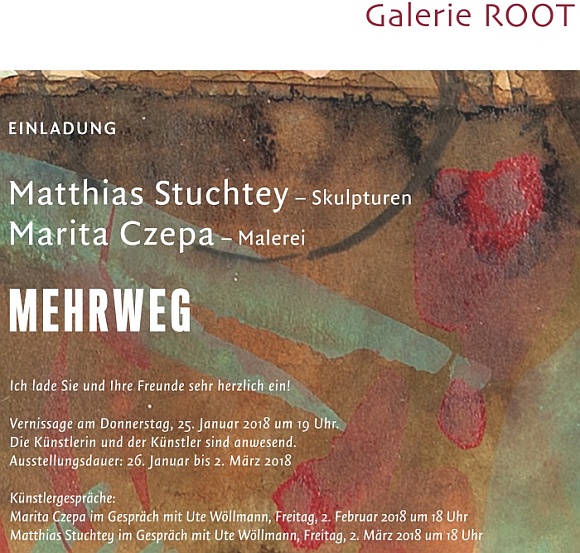 Galerie ROOT
EINLADUNG
Matthias Stuchtey – Skulpturen
Marita Czepa – Malerei
MEHRWEG
Ich lade Sie und Ihre Freunde sehr herzlich ein!
Vernissage am Donnerstag, 25. Januar 2018 um 19 Uhr.
Die Künstlerin und der Künstler sind anwesend.
Ausstellungsdauer: 26. Januar bis 2. März 2018
Künstlergespräche:
Marita Czepa im Gespräch mit Ute Wöllmann, Freitag, 2. Februar 2018 um 18 Uhr
Matthias Stuchtey im Gespräch mit Ute Wöllmann, Freitag, 2. März 2018 um 18 Uhr